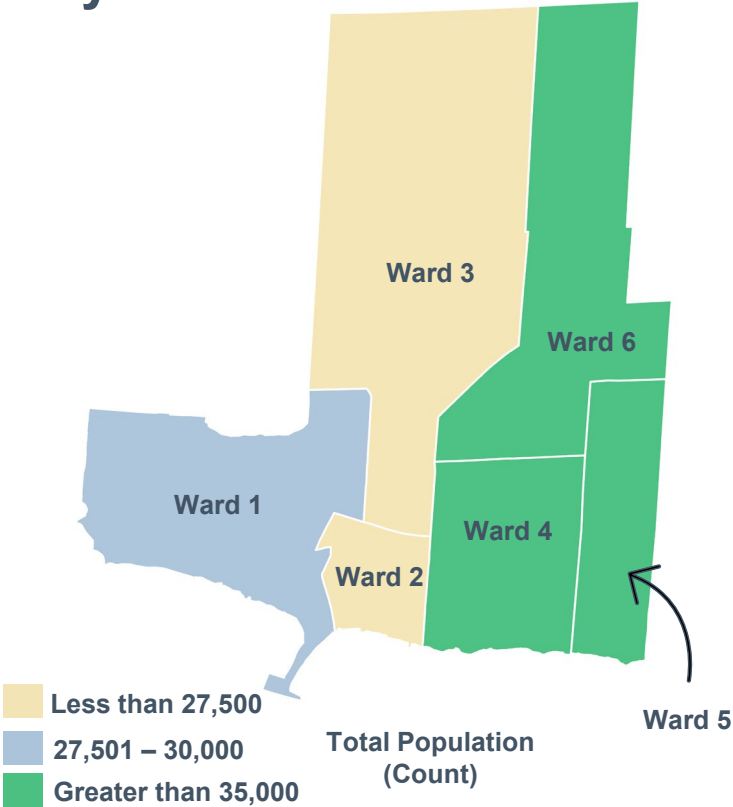 Ward 3
Ward 6
Ward 1
Ward 4
Ward 2
Ward 5
Less than 27,500
27,501 – 30,000
Greater than 35,000
Total Population
(Count)